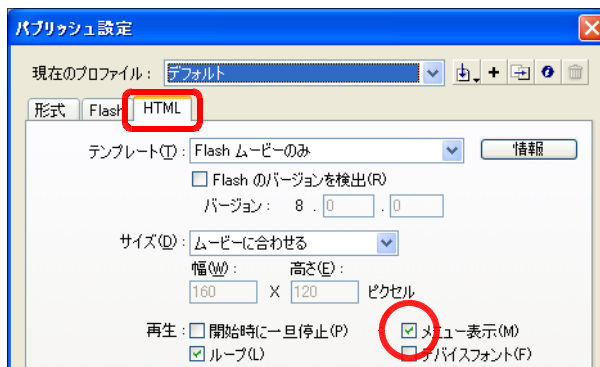 パブリッシュ設定
現在のプロファイル： デフォルト
形式 Flash HTML
テンプレート(T)： Flash ムービーのみ 情報
Flash のバージョンを検出(R)
バージョン： 8 . 0 . 0
サイズ(D)： ムービーに合わせる
幅(W)： 高さ(E)：
160 X 120 ピクセル
再生： 開始時に一旦停止(P) メニュー表示(M)
ループ(L) デバイスフォント(F)